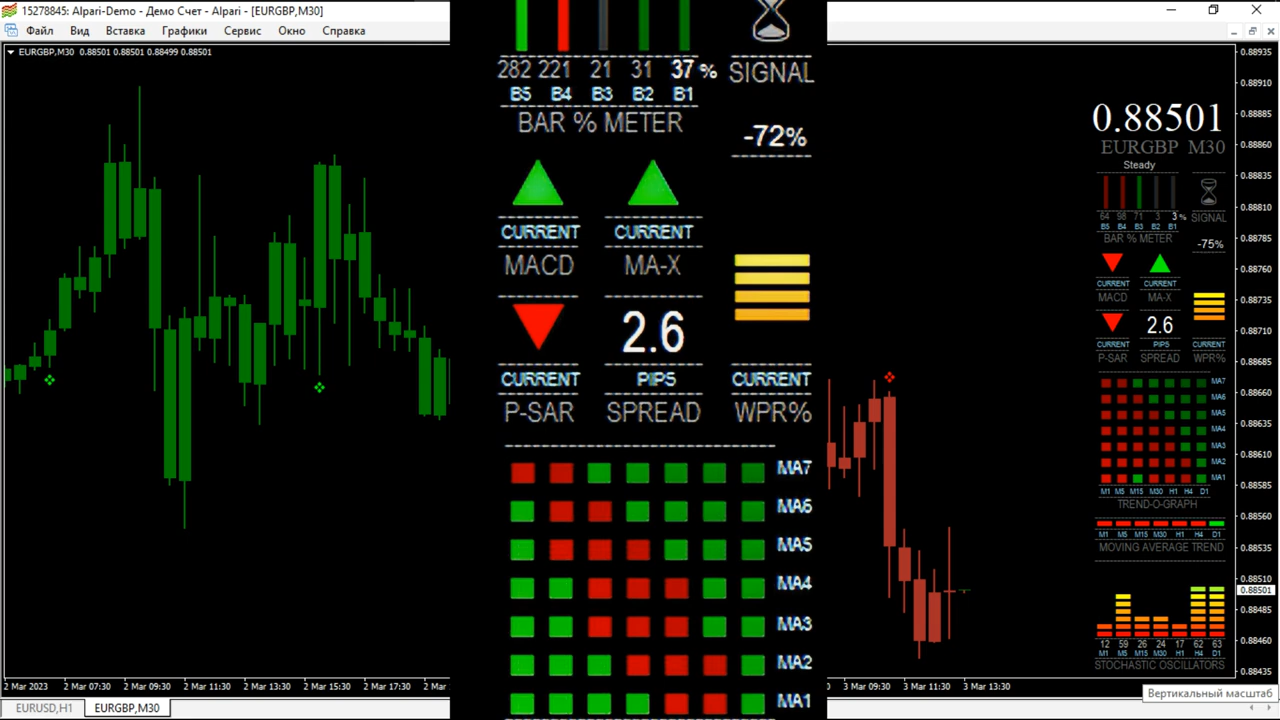 15278845: Alpari-Demo - Демо Счет - Alpari - [EURGBP,M30]
Файл Вид Вставка Графики Сервис Окно Справка
EURGBP,M30 0.88501 0.88501 0.88499 0.88501
282 221 21 31 37 %
B5 B4 B3 B2 B1
BAR % METER
SIGNAL
-72%
CURRENT CURRENT
MACD MA-X
2.6
CURRENT PIPS CURRENT
P-SAR SPREAD WPR%
MA7
MA6
MA5
MA4
MA3
MA2
MA1
0.88501
EURGBP M30
Steady
64 98 71 3 3 %
B5 B4 B3 B2 B1
BAR % METER
SIGNAL
-75%
CURRENT CURRENT
MACD MA-X
2.6
CURRENT PIPS CURRENT
P-SAR SPREAD WPR%
MA7
MA6
MA5
MA4
MA3
MA2
MA1
M1 M5 M15 M30 H1 H4 D1
TREND-O-GRAPH
M1 M5 M15 M30 H1 H4 D1
MOVING AVERAGE TREND
12 59 26 24 17 62 63
M1 M5 M15 M30 H1 H4 D1
STOCHASTIC OSCILLATORS
0.88935
0.88910
0.88885
0.88860
0.88835
0.88810
0.88785
0.88760
0.88735
0.88710
0.88685
0.88660
0.88635
0.88610
0.88585
0.88560
0.88535
0.88510
0.88501
0.88485
0.88460
0.88435
2 Mar 2023 2 Mar 07:30 2 Mar 09:30 2 Mar 11:30 2 Mar 13:30 2 Mar 15:30 2 Mar 17:30 2 Mar
3 Mar 09:30 3 Mar 11:30 3 Mar 13:30
Вертикальный масштаб
EURUSD,H1 EURGBP,M30